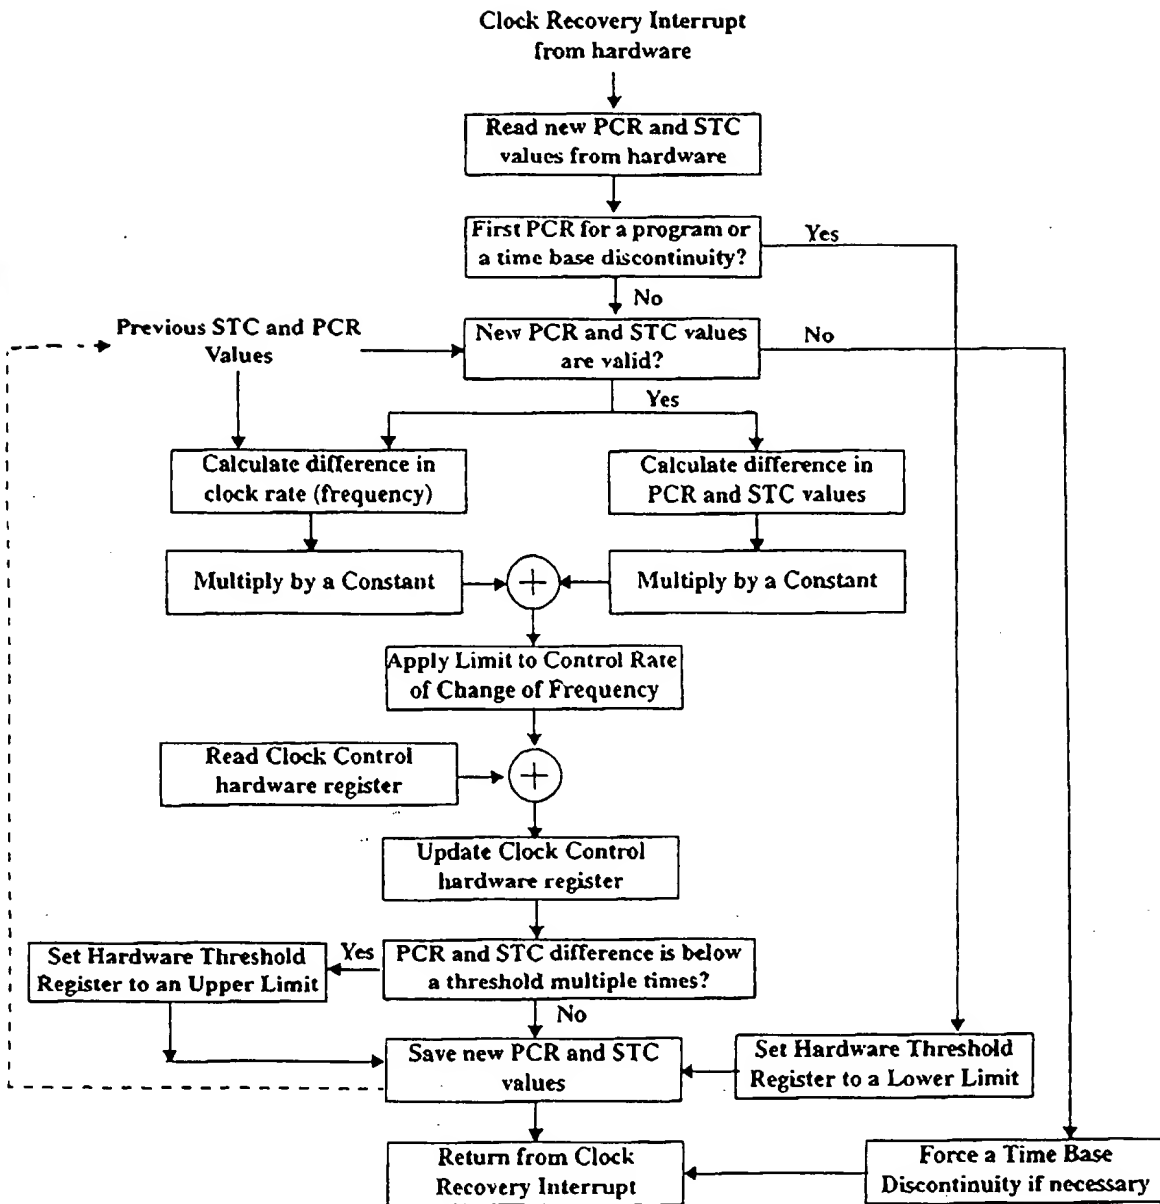 Clock Recovery Interrupt
from hardware
Read new PCR and STC
values from hardware
First PCR for a program or
a time base discontinuity?
Yes
No
Previous STC and PCR
Values
New PCR and STC values
are valid?
No
Yes
Calculate difference in
clock rate (frequency)
Calculate difference in
PCR and STC values
Multiply by a Constant
+
Multiply by a Constant
Apply Limit to Control Rate
of Change of Frequency
Read Clock Control
hardware register
+
Update Clock Control
hardware register
Set Hardware Threshold
Register to an Upper Limit
Yes
PCR and STC difference is below
a threshold multiple times?
No
Save new PCR and STC
values
Set Hardware Threshold
Register to a Lower Limit
Return from Clock
Recovery Interrupt
Force a Time Base
Discontinuity if necessary